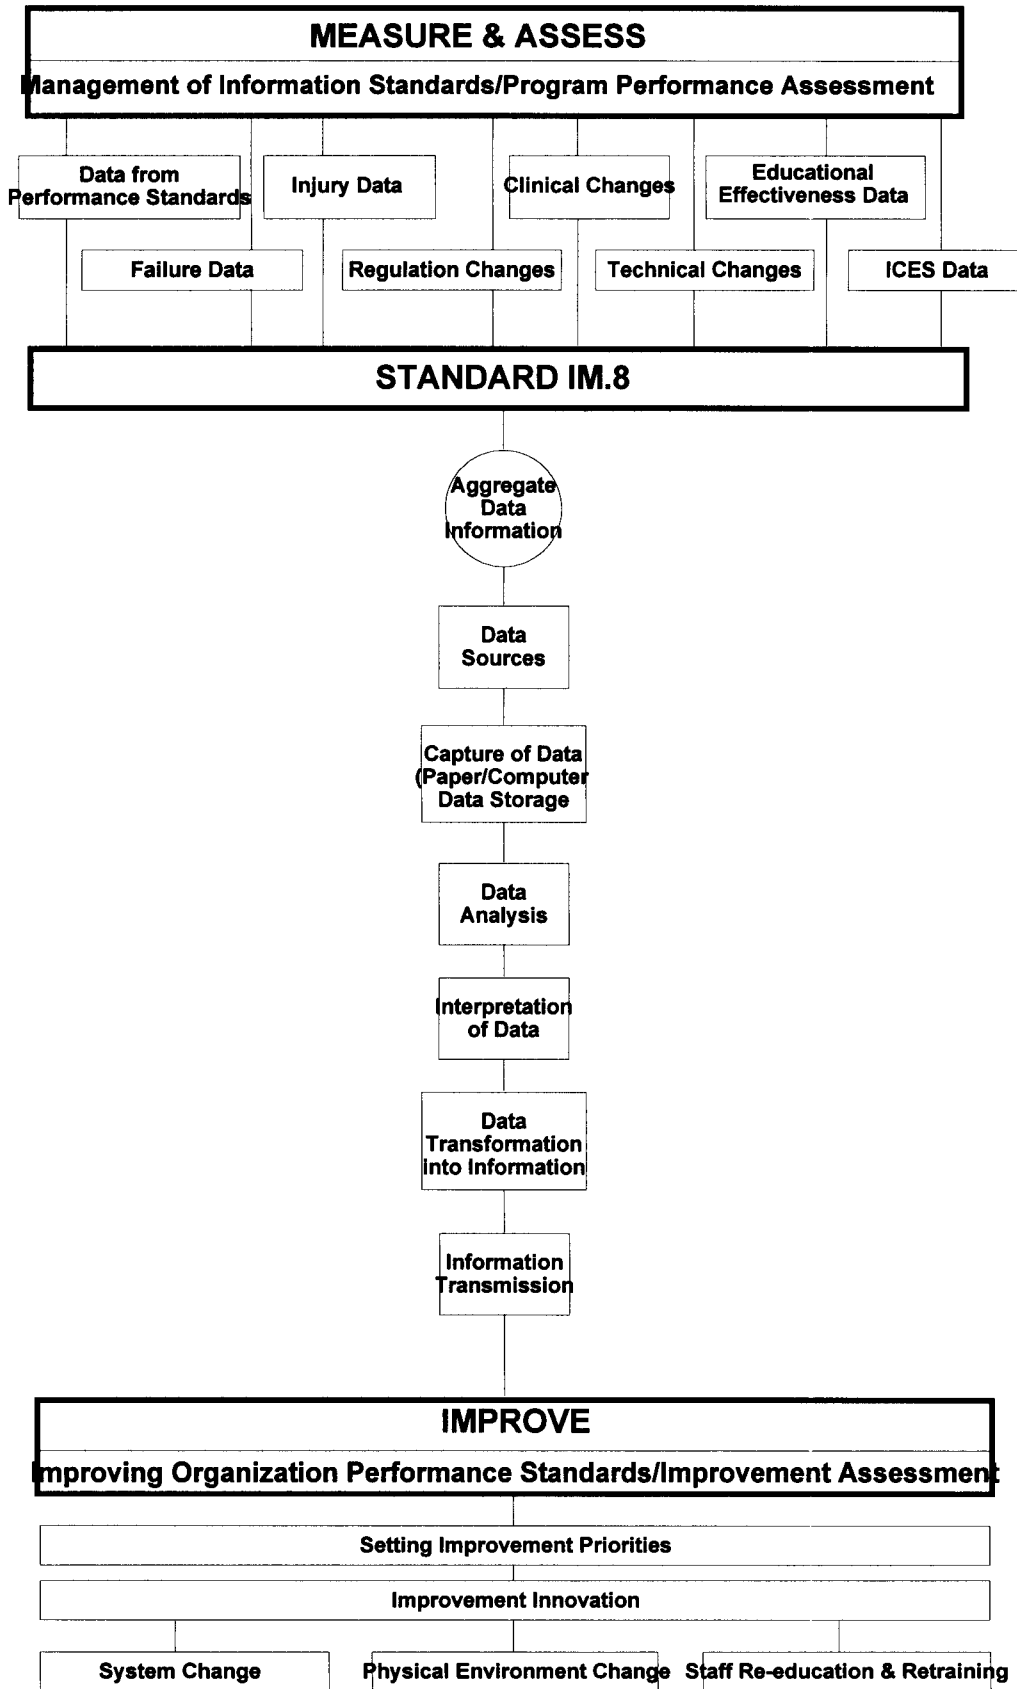 MEASURE & ASSESS
Management of Information Standards/Program Performance Assessment
Data from
Performance Standards
Injury Data
Clinical Changes
Educational
Effectiveness Data
Failure Data
Regulation Changes
Technical Changes
ICES Data
STANDARD IM.8
Aggregate
Data
Information
Data
Sources
Capture of Data
(Paper/Computer
Data Storage
Data
Analysis
Interpretation
of Data
Data
Transformation
into Information
Information
Transmission
IMPROVE
Improving Organization Performance Standards/Improvement Assessment
Setting Improvement Priorities
Improvement Innovation
System Change
Physical Environment Change
Staff Re-education & Retraining